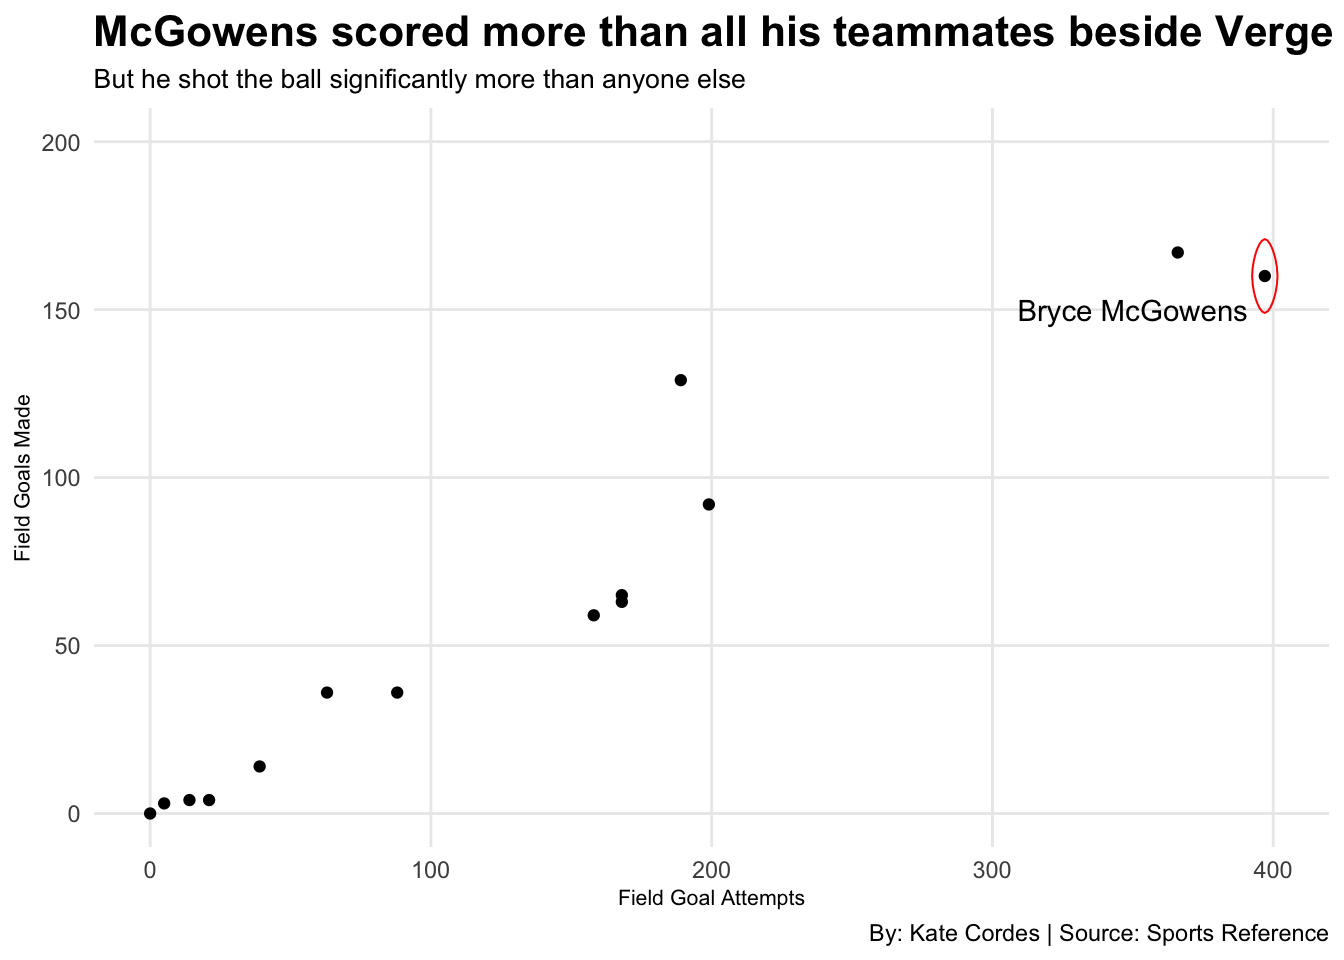 McGowens scored more than all his teammates beside Verge
But he shot the ball significantly more than anyone else
200
150
100
50
0
Field Goals Made
Bryce McGowens
0 100 200 300 400
Field Goal Attempts
By: Kate Cordes | Source: Sports Reference